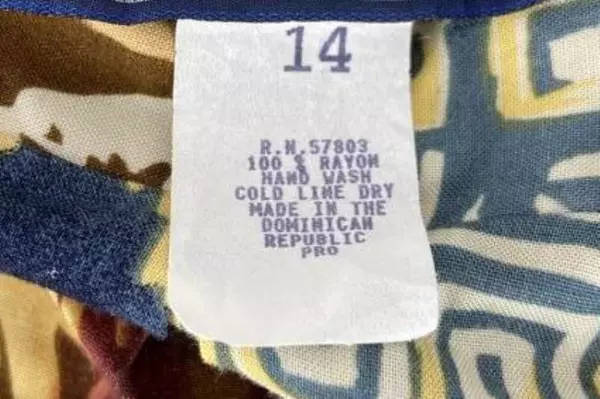 14
R.N.57803
100 % RAYON
HAND WASH
COLD LINE DRY
MADE IN THE
DOMINICAN
REPUBLIC
PRO